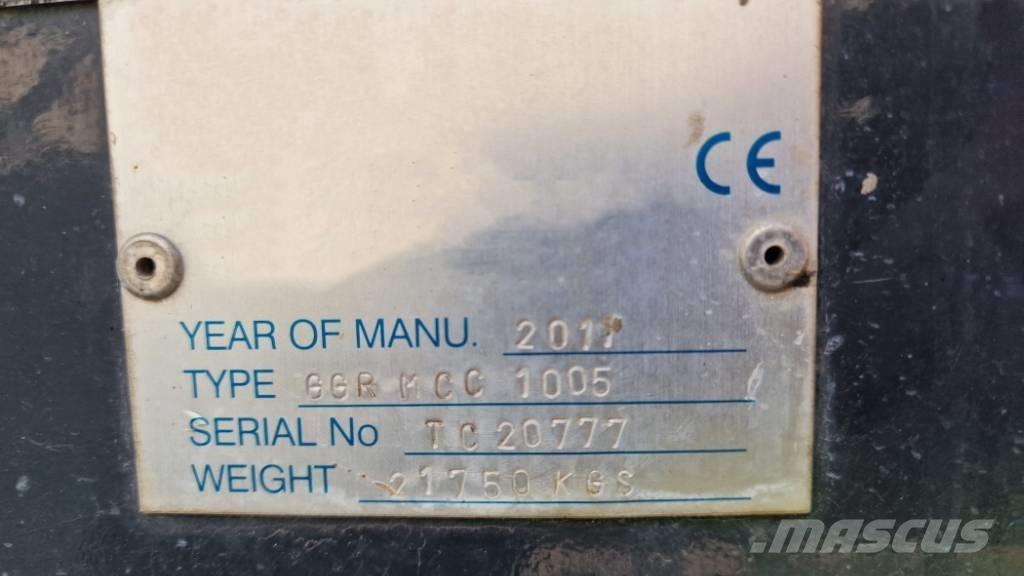 CE
YEAR OF MANU. 2017
TYPE GGR MCC 1005
SERIAL No TC20777
WEIGHT 21750 KGS
MASCUS